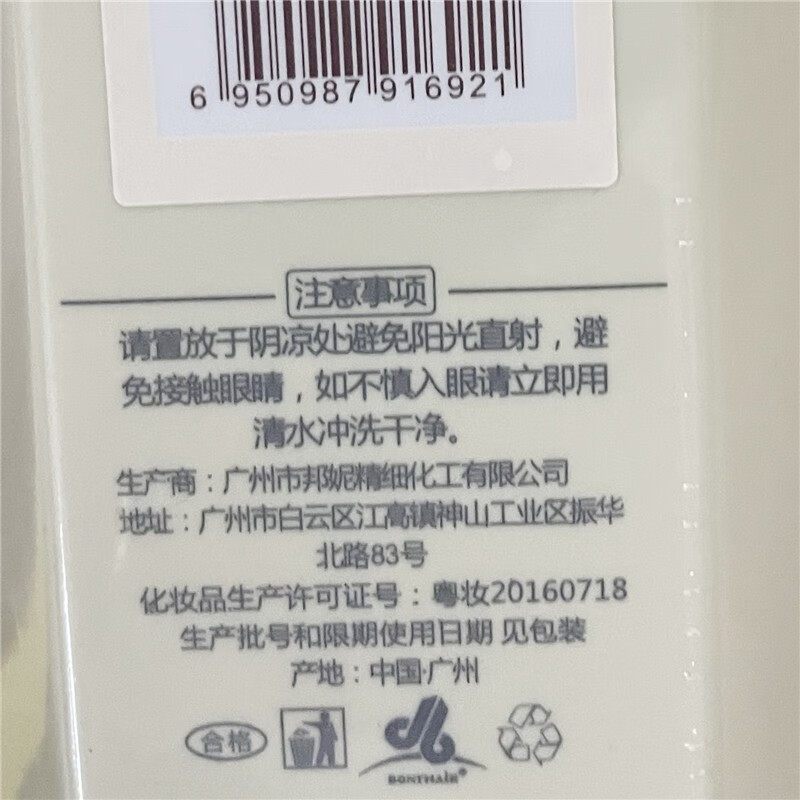 6 950987 916921
注意事项
请置放于阴凉处避免阳光直射，避
免接触眼睛，如不慎入眼请立即用
清水冲洗干净。
生产商：广州市邦妮精细化工有限公司
地址：广州市白云区江高镇神山工业区振华
北路83号
化妆品生产许可证号：粤妆20160718
生产批号和限期使用日期 见包装
产地：中国·广州
合格
BONTHAIR®